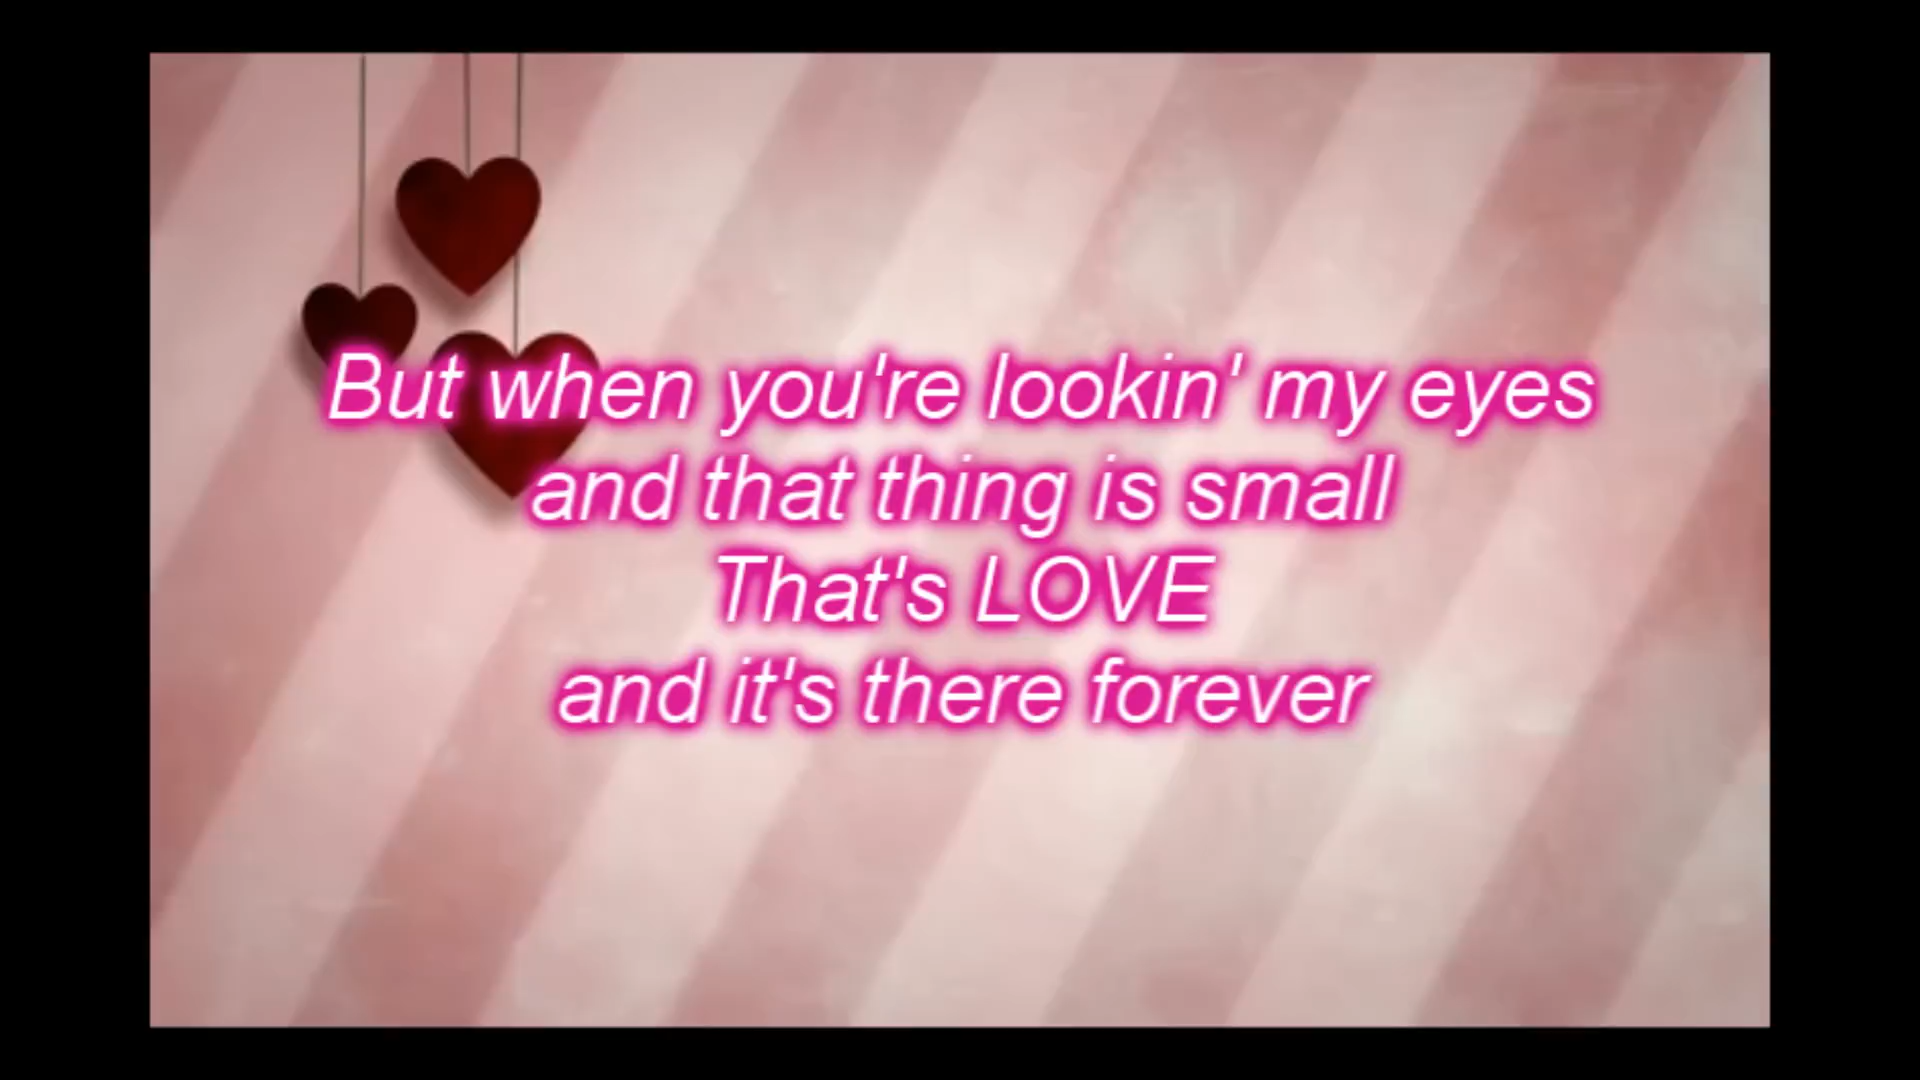 But when you're lookin' my eyes
and that thing is small
That's LOVE
and it's there forever